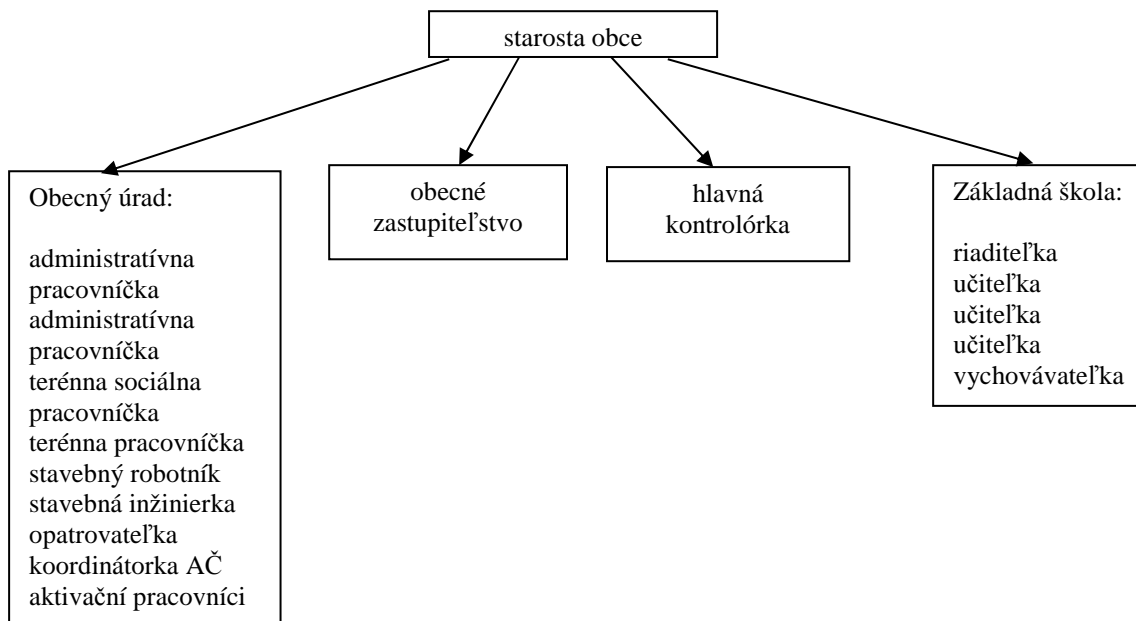 starosta obce
Obecný úrad:
administratívna
pracovníčka
administratívna
pracovníčka
terénna sociálna
pracovníčka
terénna pracovníčka
stavebný robotník
stavebná inžinierka
opatrovateľka
koordinátorka AČ
aktivační pracovníci
obecné
zastupiteľstvo
hlavná
kontrolórka
Základná škola:
riaditeľka
učiteľka
učiteľka
učiteľka
vychovávateľka